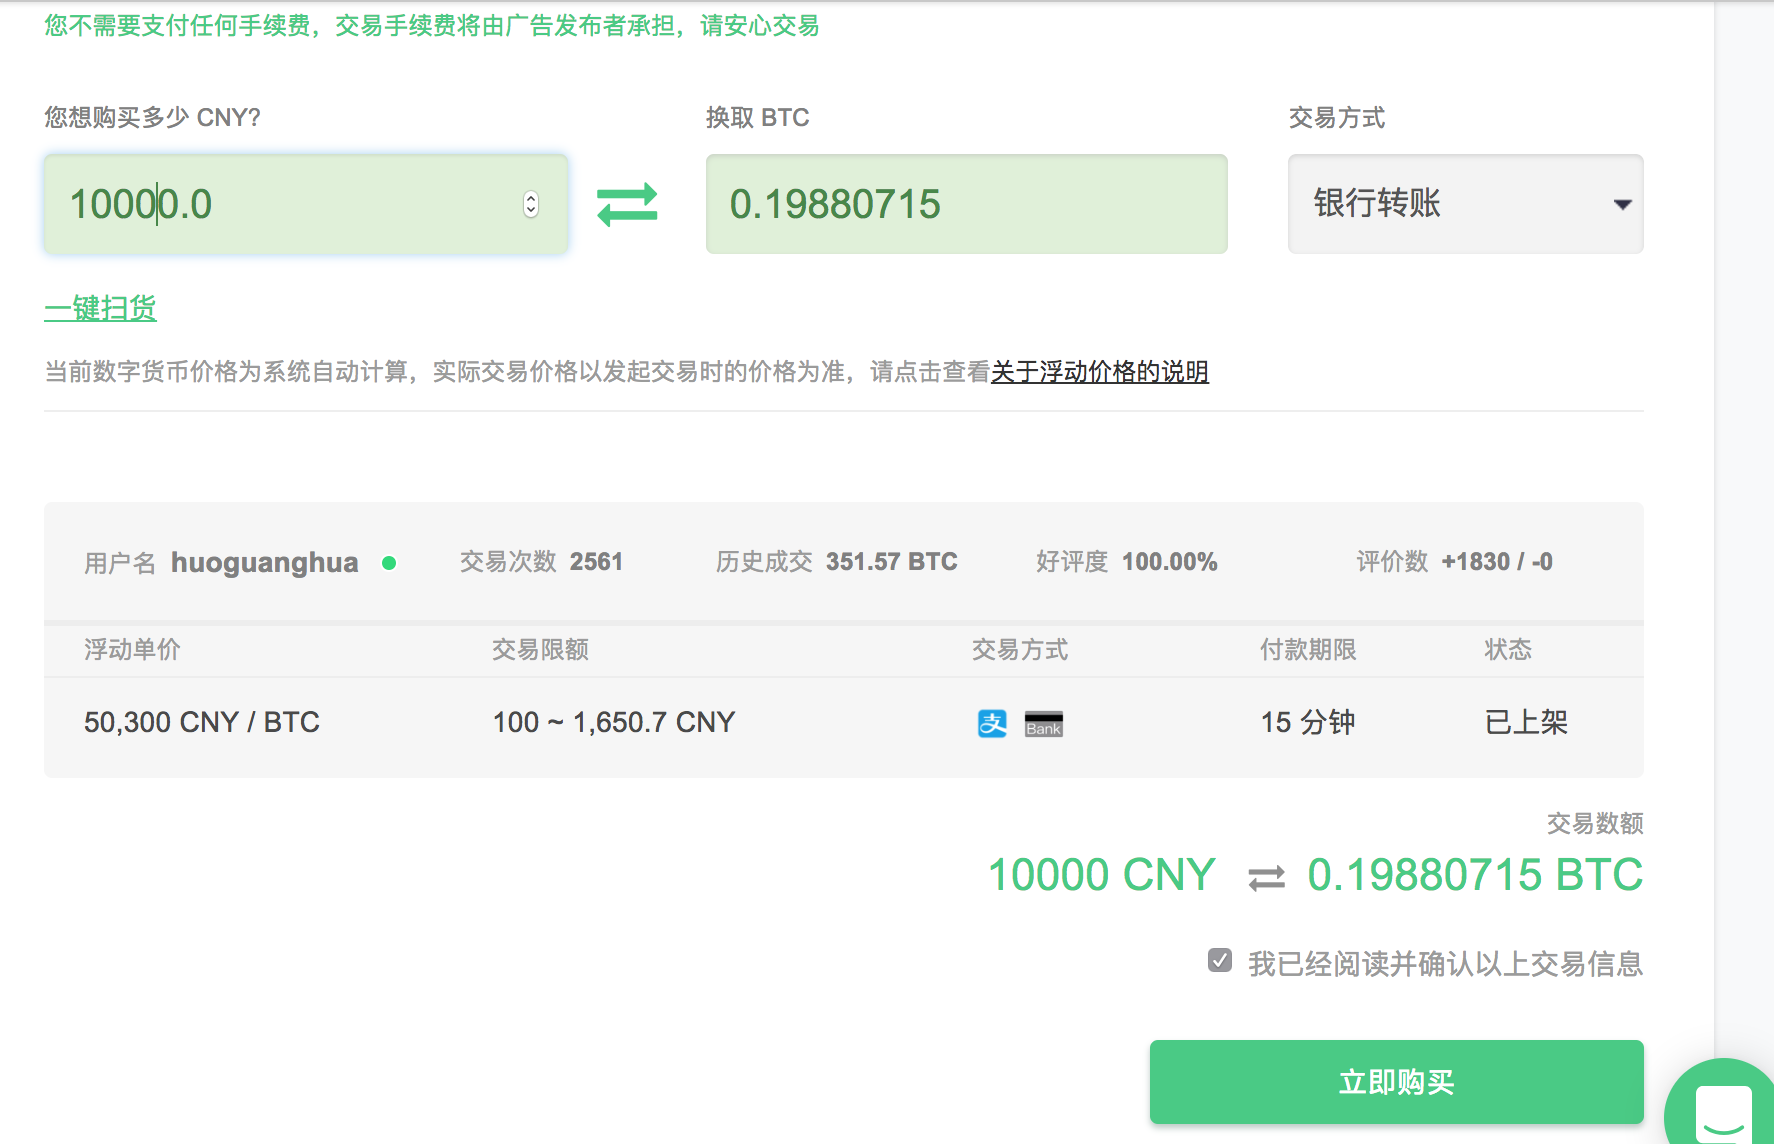 您不需要支付任何手续费，交易手续费将由广告发布者承担，请安心交易
您想购买多少 CNY?
换取 BTC
交易方式
10000.0
0.19880715
银行转账
一键扫货
当前数字货币价格为系统自动计算，实际交易价格以发起交易时的价格为准，请点击查看关于浮动价格的说明
用户名 huoguanghua 交易次数 2561 历史成交 351.57 BTC 好评度 100.00% 评价数 +1830 / -0
浮动单价 交易限额 交易方式 付款期限 状态
50,300 CNY / BTC 100 ~ 1,650.7 CNY 支 Bank 15 分钟 已上架
交易数额
10000 CNY 0.19880715 BTC
我已经阅读并确认以上交易信息
立即购买